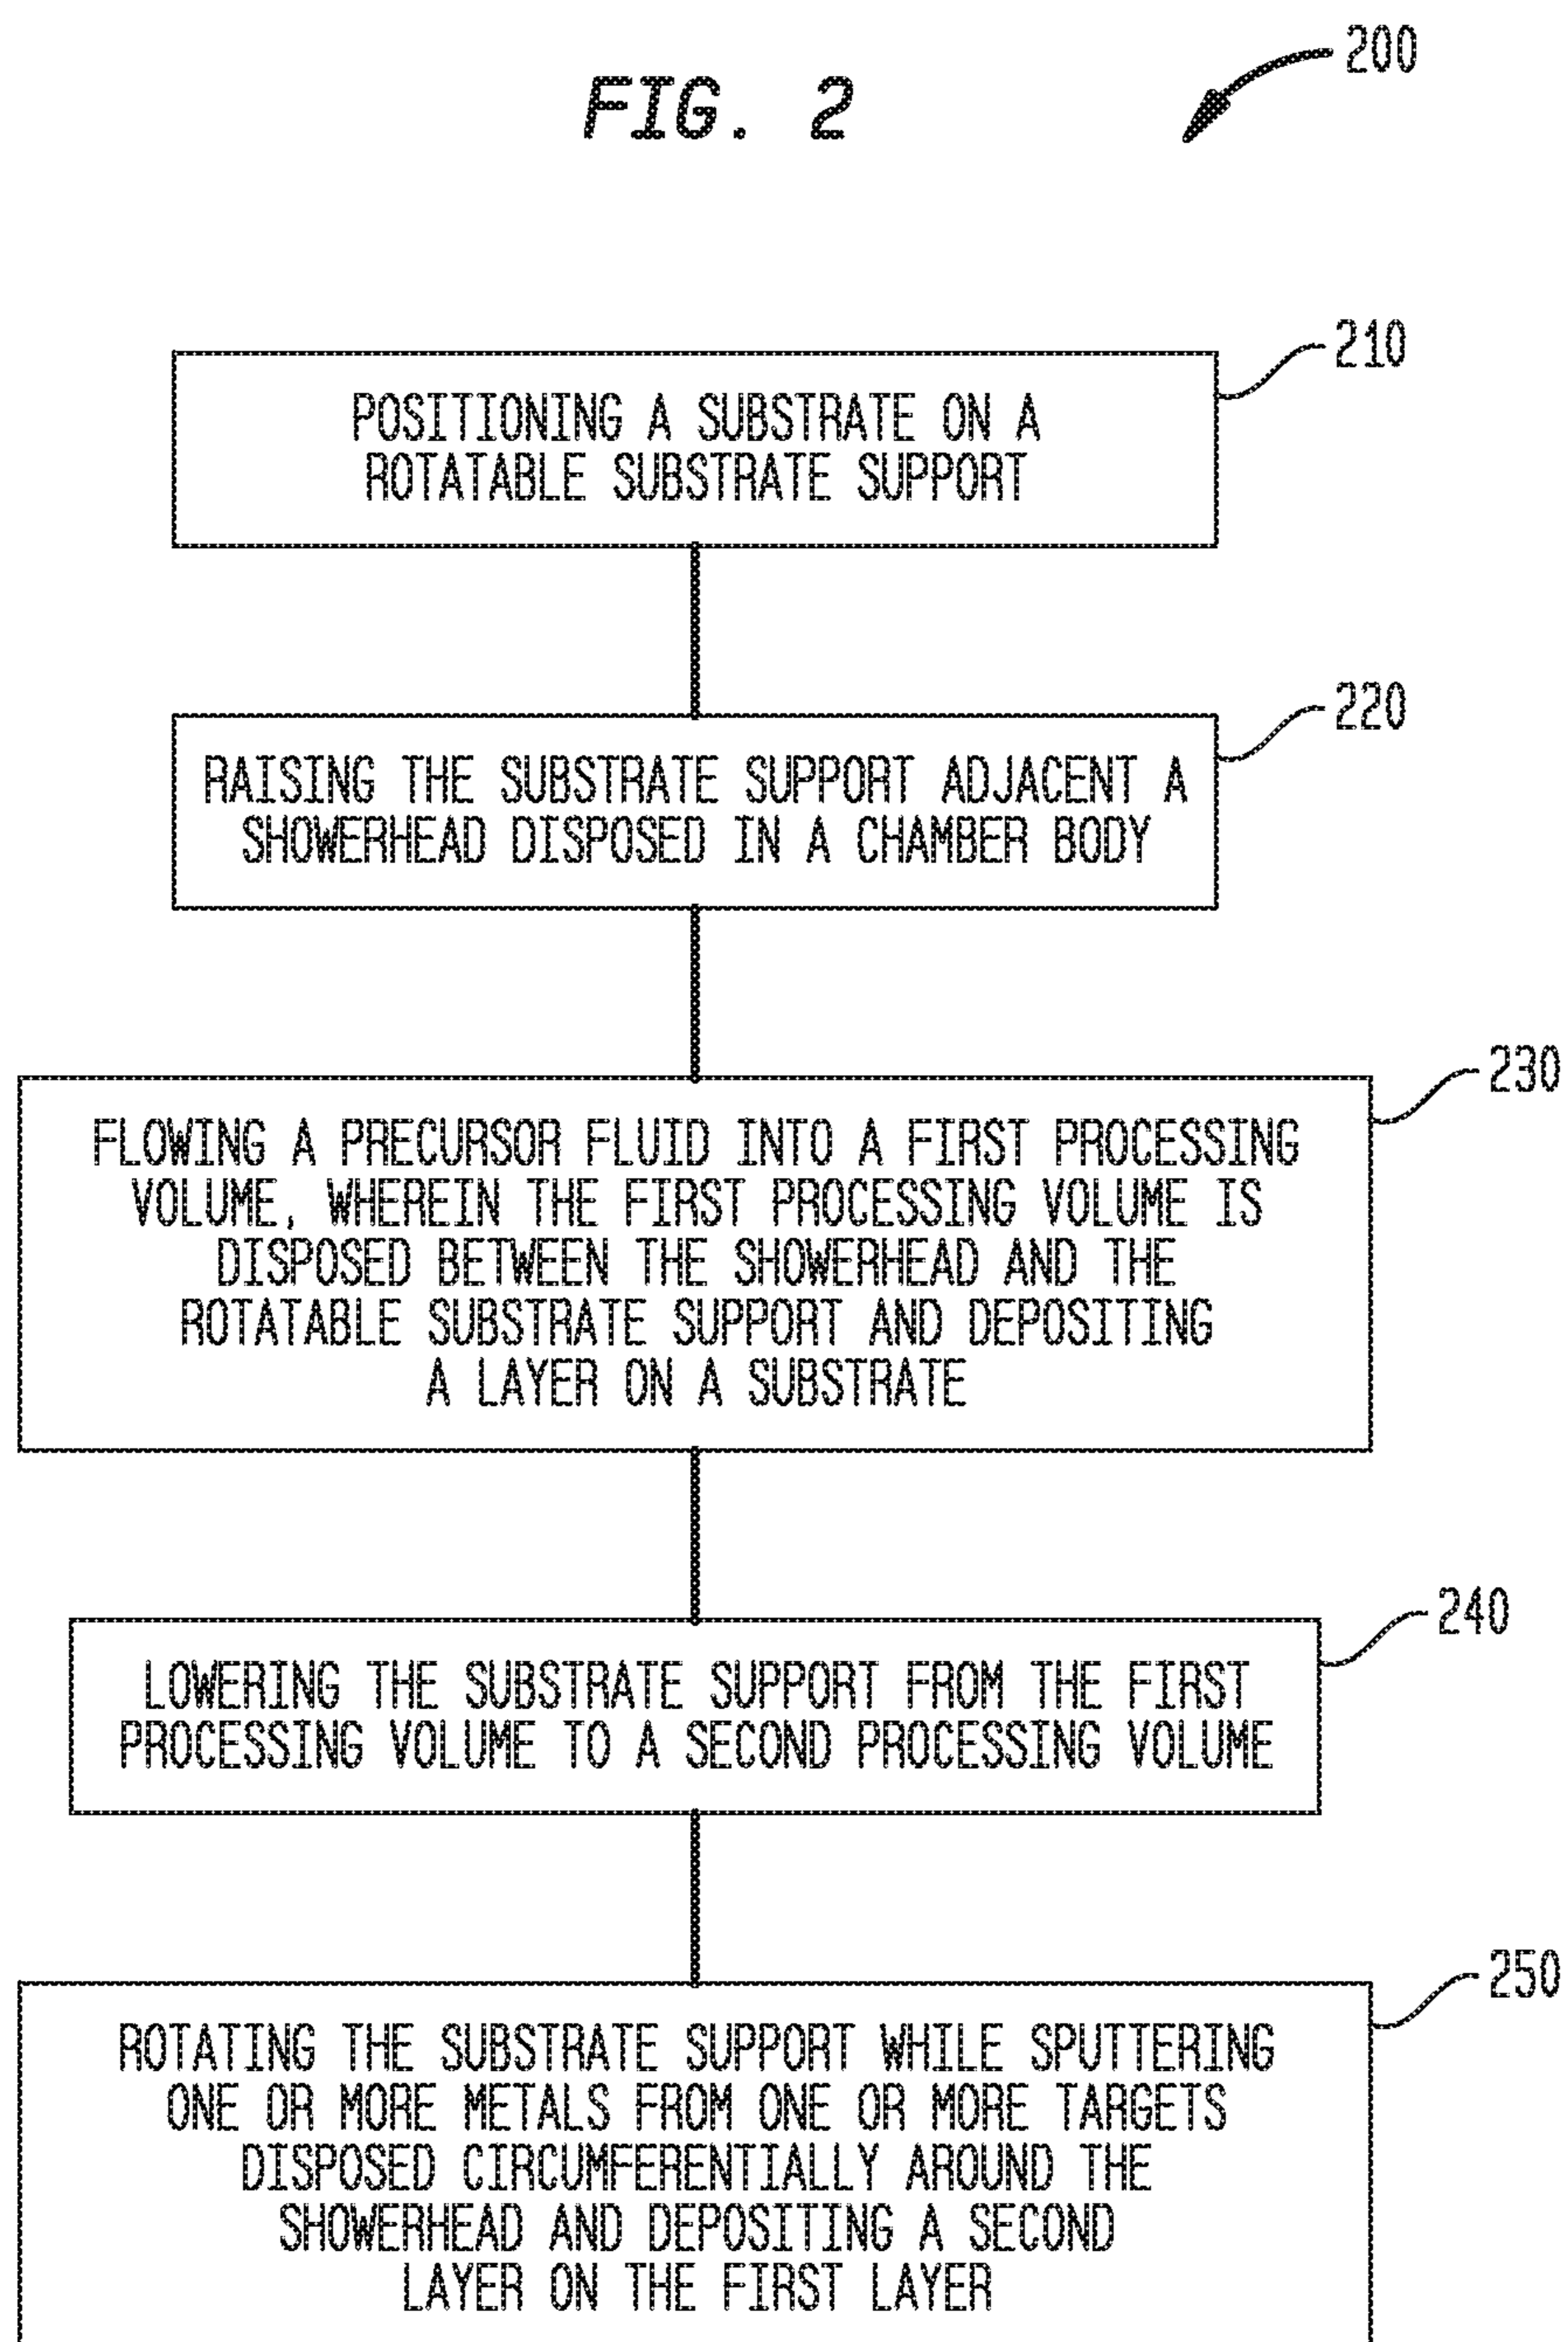 FIG. 2
200
210
POSITIONING A SUBSTRATE ON A
ROTATABLE SUBSTRATE SUPPORT
220
RAISING THE SUBSTRATE SUPPORT ADJACENT A
SHOWERHEAD DISPOSED IN A CHAMBER BODY
230
FLOWING A PRECURSOR FLUID INTO A FIRST PROCESSING
VOLUME, WHEREIN THE FIRST PROCESSING VOLUME IS
DISPOSED BETWEEN THE SHOWERHEAD AND THE
ROTATABLE SUBSTRATE SUPPORT AND DEPOSITING
A LAYER ON A SUBSTRATE
240
LOWERING THE SUBSTRATE SUPPORT FROM THE FIRST
PROCESSING VOLUME TO A SECOND PROCESSING VOLUME
250
ROTATING THE SUBSTRATE SUPPORT WHILE SPUTTERING
ONE OR MORE METALS FROM ONE OR MORE TARGETS
DISPOSED CIRCUMFERENTIALLY AROUND THE
SHOWERHEAD AND DEPOSITING A SECOND
LAYER ON THE FIRST LAYER